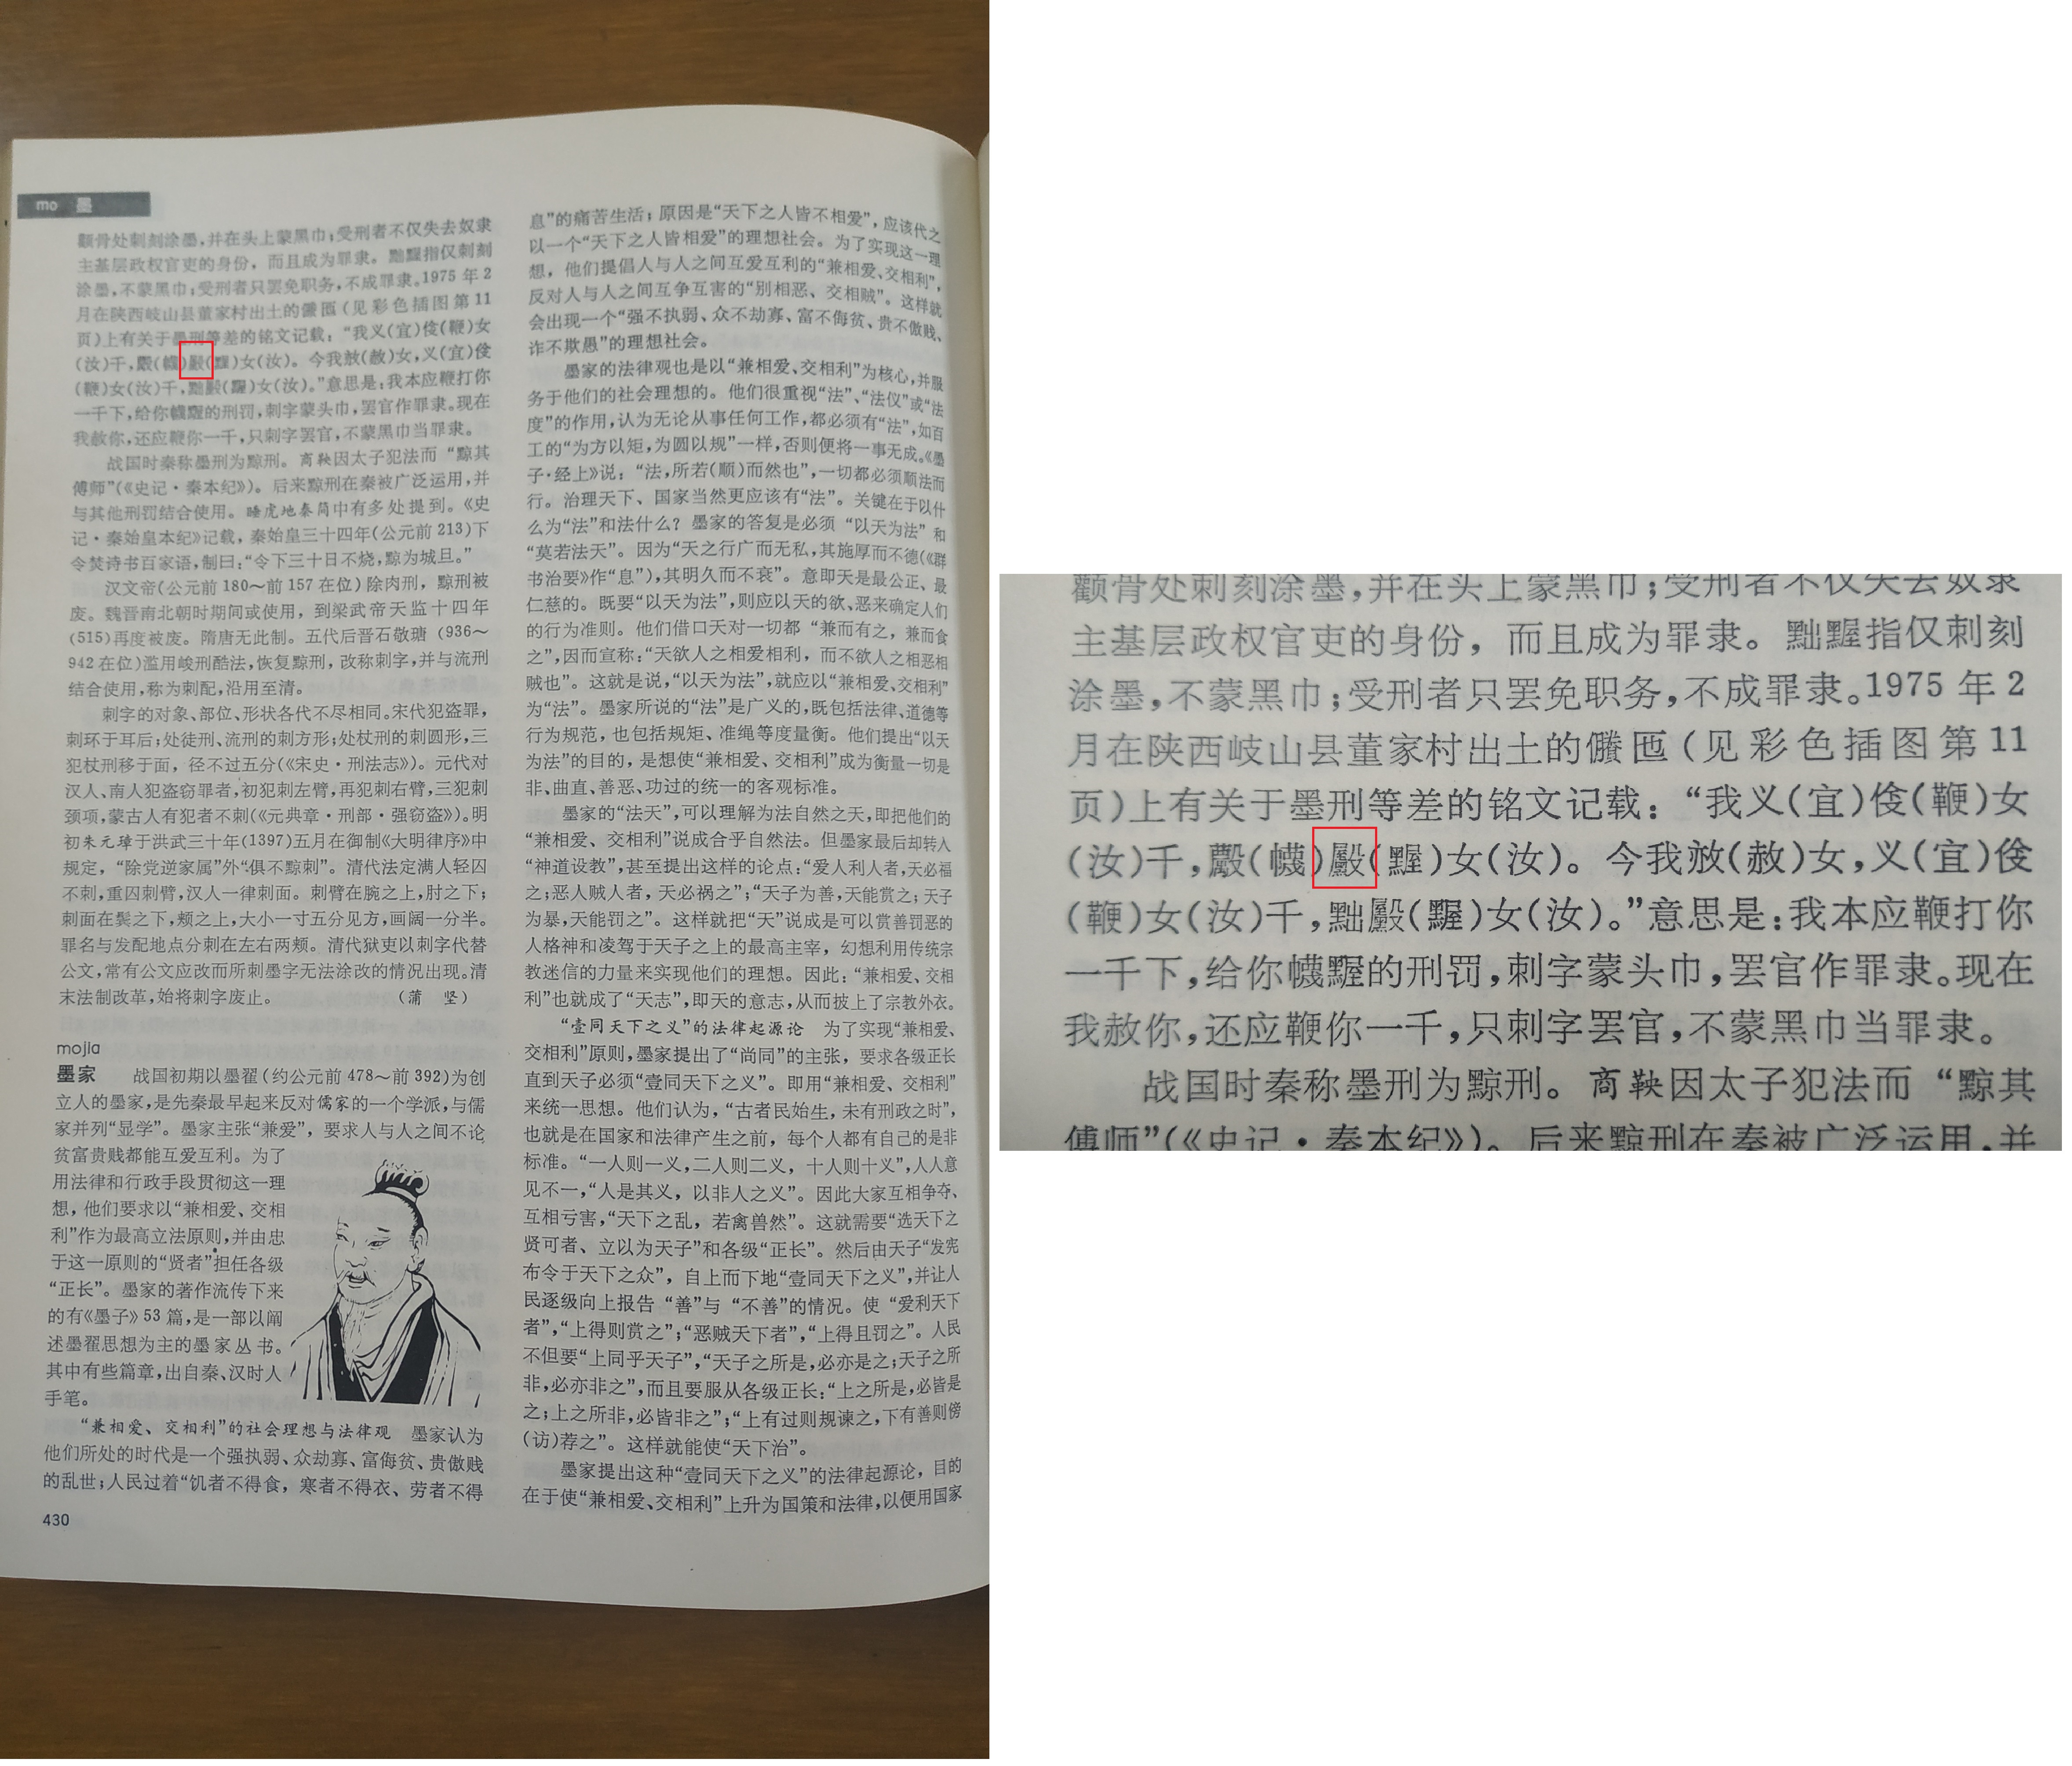 mo 墨
颧骨处刺刻涂墨,并在头上蒙黑巾;受刑者不仅失去奴隶
主基层政权官吏的身份，而且成为罪隶。黜䵳指仅刺刻
涂墨,不蒙黑巾;受刑者只罢免职务,不成罪隶。1975年2
月在陕西岐山县董家村出土的匜(见彩色插图第11
页)上有关于墨刑等差的铭文记载：“我义(宜)(鞭)女
(汝)千,(幭)()女(汝)。今我赦(赦)女,义(宜)
(鞭)女(汝)千,()女(汝)。”意思是:我本应鞭打你
一千下,给你幭的刑罚,刺字蒙头巾,罢官作罪隶。现在
我赦你,还应鞭你一千,只刺字罢官,不蒙黑巾当罪隶。
战国时秦称墨刑为黥刑。商鞅因太子犯法而“黥其
傅师”(《史记·秦本纪》)。后来黥刑在秦被广泛运用,并
与其他刑罚结合使用。睡虎地秦简中有多处提到。《史
记·秦始皇本纪》记载，秦始皇三十四年(公元前213)下
令焚诗书百家语,制曰:“令下三十日不烧,黥为城旦。”
汉文帝(公元前180～前157在位)除肉刑，黥刑被
废。魏晋南北朝时期间或使用，到梁武帝天监十四年
(515)再度被废。隋唐无此制。五代后晋石敬瑭(936～
942在位)滥用峻刑酷法,恢复黥刑，改称刺字,并与流刑
结合使用,称为刺配，沿用至清。
刺字的对象、部位、形状各代不尽相同。宋代犯盗罪，
刺环于耳后;处徒刑、流刑的刺方形;处杖刑的刺圆形,三
犯杖刑移于面，径不过五分(《宋史·刑法志》)。元代对
汉人、南人犯盗窃罪者,初犯刺左臂,再犯刺右臂,三犯刺
颈项,蒙古人有犯者不刺(《元典章·刑部·强窃盗》)。明
初朱元璋于洪武三十年(1397)五月在御制《大明律序》中
规定，“除党逆家属”外“俱不黥刺”。清代法定满人轻囚
不刺,重囚刺臂,汉人一律刺面。刺臂在腕之上,肘之下;
刺面在鬓之下,颊之上,大小一寸五分见方,画阔一分半。
罪名与发配地点分刺在左右两颊。清代狱吏以刺字代替
公文,常有公文应改而所刺墨字无法涂改的情况出现。清
末法制改革,始将刺字废止。 (蒲 坚)
mojia
墨家 战国初期以墨翟(约公元前478～前392)为创
立人的墨家,是先秦最早起来反对儒家的一个学派,与儒
家并列“显学”。墨家主张“兼爱”，要求人与人之间不论
贫富贵贱都能互爱互利。为了
用法律和行政手段贯彻这一理
想，他们要求以“兼相爱、交相
利”作为最高立法原则,并由忠
于这一原则的“贤者”担任各级
“正长”。墨家的著作流传下来
的有《墨子》53篇,是一部以阐
述墨翟思想为主的墨家丛书。
其中有些篇章,出自秦、汉时人
手笔。
“兼相爱、交相利”的社会理想与法律观 墨家认为
他们所处的时代是一个强执弱、众劫寡、富侮贫、贵傲贱
的乱世;人民过着“饥者不得食，寒者不得衣、劳者不得
430
息”的痛苦生活；原因是“天下之人皆不相爱”，应该代之
以一个“天下之人皆相爱”的理想社会。为了实现这一理
想，他们提倡人与人之间互爱互利的“兼相爱、交相利”，
反对人与人之间互争互害的“别相恶、交相贼”。这样就
会出现一个“强不执弱、众不劫寡、富不侮贫、贵不傲贱、
诈不欺愚”的理想社会。
墨家的法律观也是以“兼相爱、交相利”为核心,并服
务于他们的社会理想的。他们很重视“法”、“法仪”或“法
度”的作用,认为无论从事任何工作,都必须有“法”,如百
工的“为方以矩,为圆以规”一样,否则便将一事无成。《墨
子·经上》说：“法,所若(顺)而然也”,一切都必须顺法而
行。治理天下、国家当然更应该有“法”。关键在于以什
么为“法”和法什么？墨家的答复是必须“以天为法”和
“莫若法天”。因为“天之行广而无私,其施厚而不德(《群
书治要》作“息”),其明久而不衰”。意即天是最公正、最
仁慈的。既要“以天为法”,则应以天的欲、恶来确定人们
的行为准则。他们借口天对一切都“兼而有之，兼而食
之”,因而宣称:“天欲人之相爱相利，而不欲人之相恶相
贼也”。这就是说,“以天为法”,就应以“兼相爱、交相利”
为“法”。墨家所说的“法”是广义的,既包括法律、道德等
行为规范，也包括规矩、准绳等度量衡。他们提出“以天
为法”的目的，是想使“兼相爱、交相利”成为衡量一切是
非、曲直、善恶、功过的统一的客观标准。
墨家的“法天”,可以理解为法自然之天,即把他们的
“兼相爱、交相利”说成合乎自然法。但墨家最后却转入
“神道设教”,甚至提出这样的论点:“爱人利人者,天必福
之;恶人贼人者，天必祸之”;“天子为善,天能赏之;天子
为暴,天能罚之”。这样就把“天”说成是可以赏善罚恶的
人格神和凌驾于天子之上的最高主宰，幻想利用传统宗
教迷信的力量来实现他们的理想。因此:“兼相爱、交相
利”也就成了“天志”,即天的意志,从而披上了宗教外衣。
“壹同天下之义”的法律起源论 为了实现“兼相爱、
交相利”原则,墨家提出了“尚同”的主张，要求各级正长
直到天子必须“壹同天下之义”。即用“兼相爱、交相利”
来统一思想。他们认为,“古者民始生，未有刑政之时”,
也就是在国家和法律产生之前，每个人都有自己的是非
标准。“一人则一义,二人则二义，十人则十义”,人人意
见不一,“人是其义，以非人之义”。因此大家互相争夺、
互相亏害,“天下之乱，若禽兽然”。这就需要“选天下之
贤可者、立以为天子”和各级“正长”。然后由天子“发宪
布令于天下之众”，自上而下地“壹同天下之义”,并让人
民逐级向上报告“善”与“不善”的情况。使“爱利天下
者”,“上得则赏之”;“恶贼天下者”,“上得且罚之”。人民
不但要“上同乎天子”,“天子之所是,必亦是之;天子之所
非,必亦非之”,而且要服从各级正长:“上之所是,必皆是
之;上之所非,必皆非之”;“上有过则规谏之,下有善则傍
(访)荐之”。这样就能使“天下治”。
墨家提出这种“壹同天下之义”的法律起源论，目的
在于使“兼相爱、交相利”上升为国策和法律,以便用国家
颧骨处刺刻涂墨,并在头上蒙黑巾;受刑者不仅失去奴隶
主基层政权官吏的身份，而且成为罪隶。黜䵳指仅刺刻
涂墨,不蒙黑巾;受刑者只罢免职务,不成罪隶。1975年2
月在陕西岐山县董家村出土的匜(见彩色插图第11
页)上有关于墨刑等差的铭文记载：“我义(宜)(鞭)女
(汝)千,(幭)()女(汝)。今我(赦)女,义(宜)
(鞭)女(汝)千,()女(汝)。”意思是:我本应鞭打你
一千下,给你幭的刑罚,刺字蒙头巾,罢官作罪隶。现在
我赦你,还应鞭你一千,只刺字罢官,不蒙黑巾当罪隶。
战国时秦称墨刑为黥刑。商鞅因太子犯法而“黥其
傅师”(《史记·秦本纪》)。后来黥刑在秦被广泛运用,并